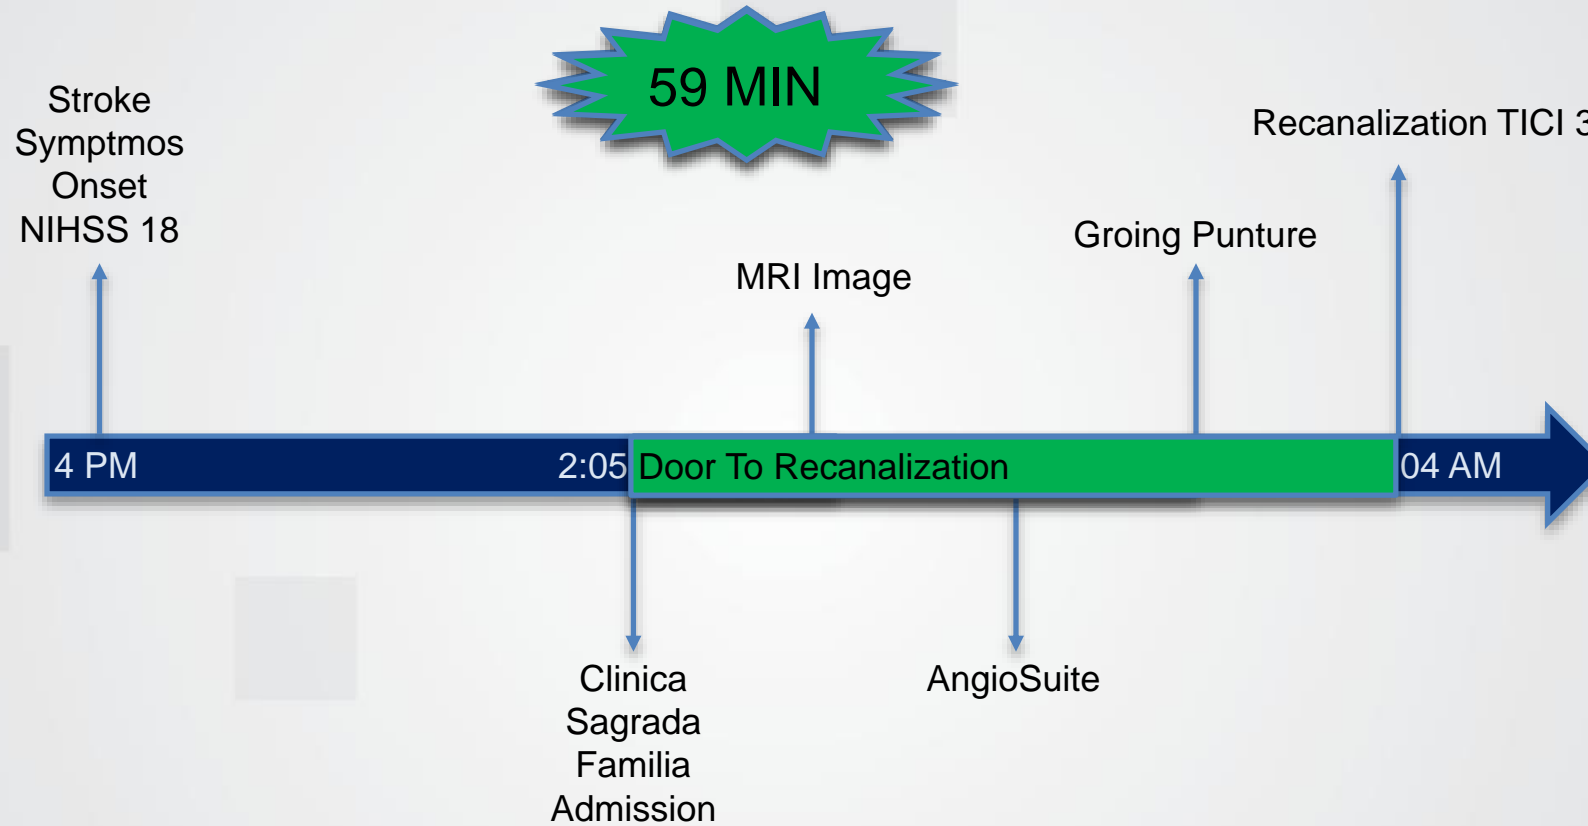 59 MIN
Stroke
Symptmos
Onset
NIHSS 18
Recanalization TICI 3
Groing Punture
MRI Image
4 PM
2:05
Door To Recanalization
04 AM
Clinica
Sagrada
Familia
Admission
AngioSuite